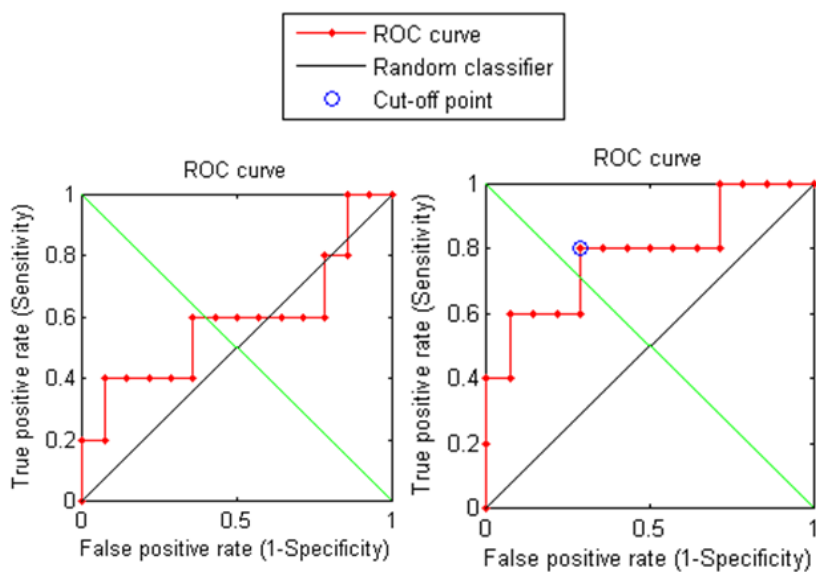 ROC curve
Random classifier
Cut-off point
ROC curve
True positive rate (Sensitivity)
1
0.8
0.6
0.4
0.2
0
0
0.5
1
False positive rate (1-Specificity)
ROC curve
True positive rate (Sensitivity)
1
0.8
0.6
0.4
0.2
0
0
0.5
1
False positive rate (1-Specificity)